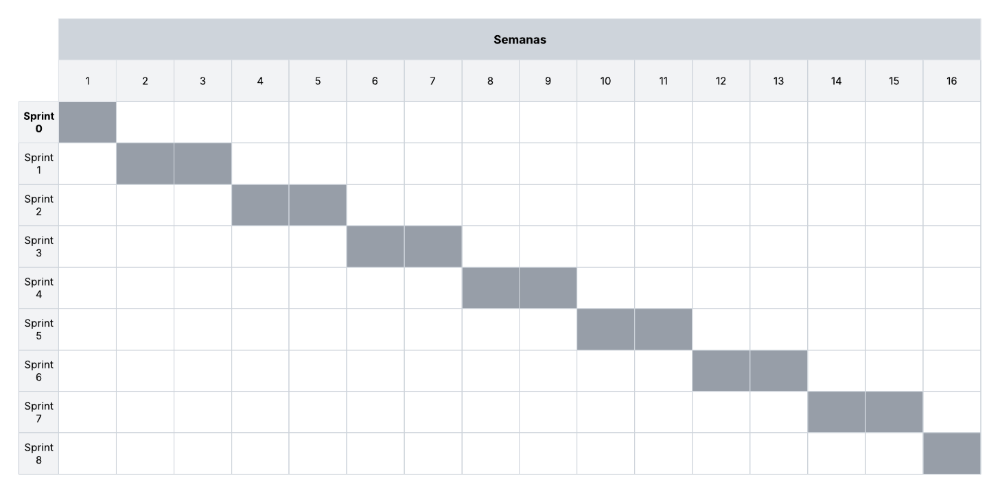 Semanas
1 2 3 4 5 6 7 8 9 10 11 12 13 14 15 16
Sprint
0
Sprint
1
Sprint
2
Sprint
3
Sprint
4
Sprint
5
Sprint
6
Sprint
7
Sprint
8